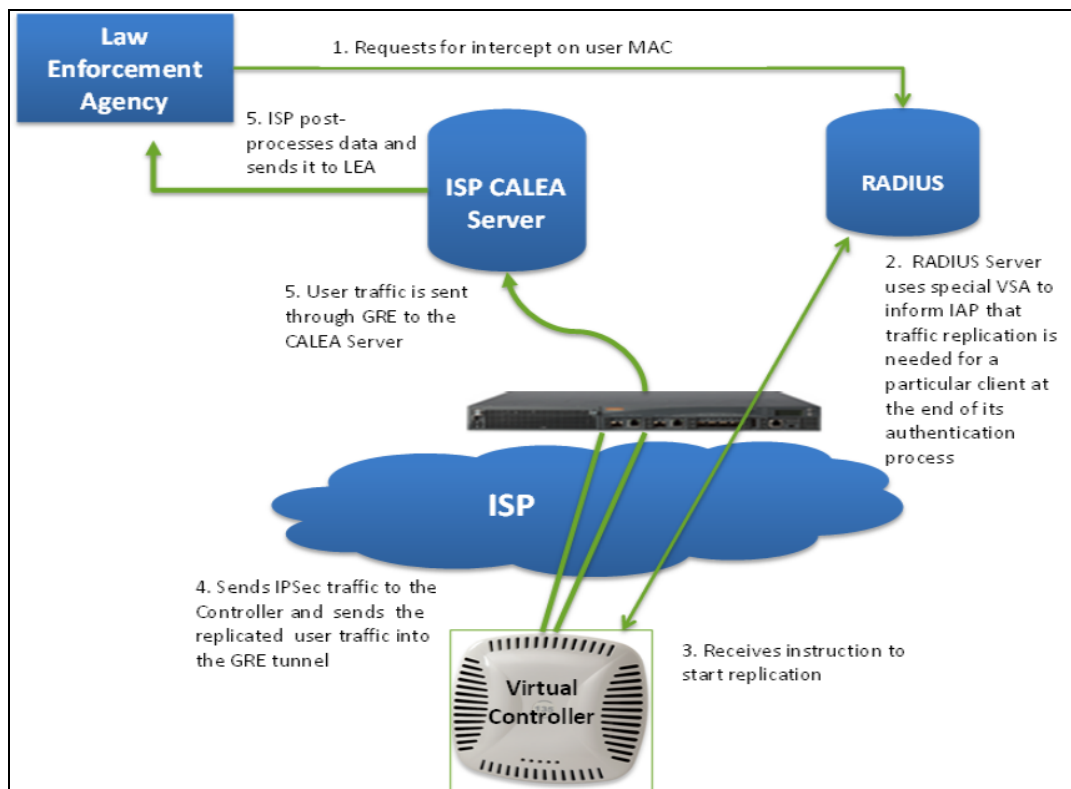 Law
Enforcement
Agency
1. Requests for intercept on user MAC
5. ISP post-
processes data and
sends it to LEA
ISP CALEA
Server
RADIUS
2. RADIUS Server
uses special VSA to
inform IAP that
traffic replication is
needed for a
particular client at
the end of its
authentication
process
5. User traffic is sent
through GRE to the
CALEA Server
ISP
4. Sends IPSec traffic to the
Controller and sends the
replicated user traffic into
the GRE tunnel
3. Receives instruction to
start replication
Virtual
Controller